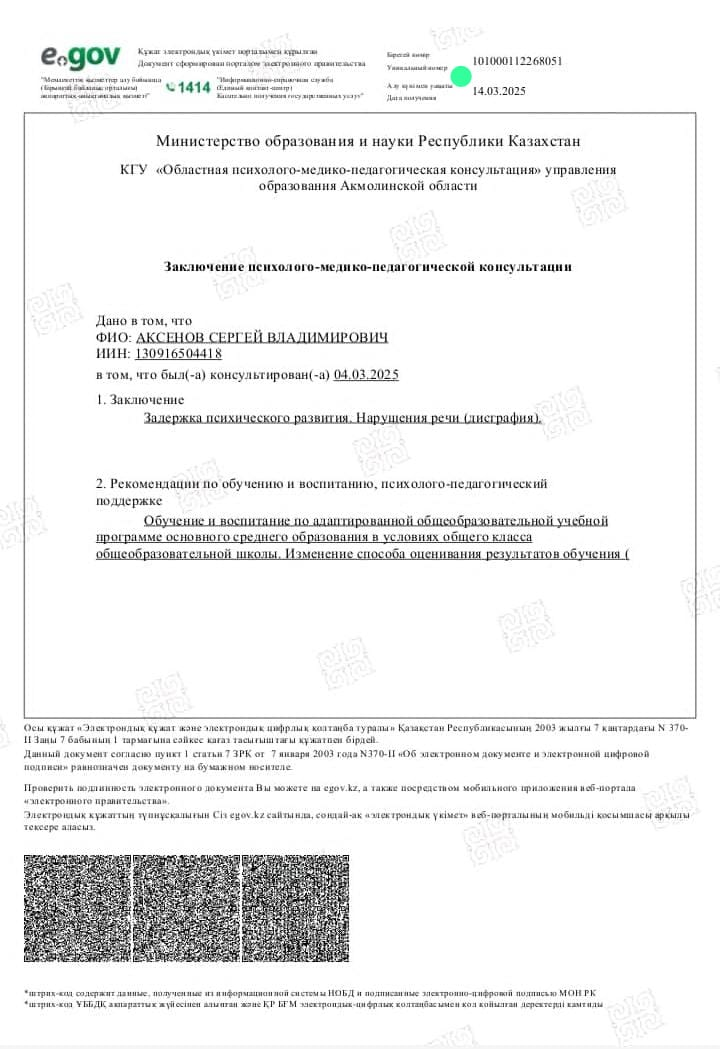 e.gov
Құжат электрондық үкімет порталымен құрылған
Документ сформирован порталом электронного правительства
"Мемлекеттік қызметтер алу бойынша
(Бірыңғай байланыс орталығы)
ақпараттық-анықтамалық қызметі"
1414
"Информационно-справочная служба
(Единый контакт-центр)
Касательно получения государственных услуг"
Бірегей нөмір
Уникальный номер
101000112268051
Алу күні мен уақыты
Дата получения
14.03.2025
Министерство образования и науки Республики Казахстан
КГУ «Областная психолого-медико-педагогическая консультация» управления
образования Акмолинской области
Заключение психолого-медико-педагогической консультации
Дано в том, что
ФИО: АКСЕНОВ СЕРГЕЙ ВЛАДИМИРОВИЧ
ИИН: 130916504418
в том, что был(-а) консультирован(-а) 04.03.2025
1. Заключение
Задержка психического развития. Нарушения речи (дисграфия).
2. Рекомендации по обучению и воспитанию, психолого-педагогический
поддержке
Обучение и воспитание по адаптированной общеобразовательной учебной
программе основного среднего образования в условиях общего класса
общеобразовательной школы. Изменение способа оценивания результатов обучения (
Осы құжат «Электрондық құжат және электрондық цифрлық қолтаңба туралы» Қазақстан Республикасының 2003 жылғы 7 қаңтардағы N 370-
II Заңы 7 бабының 1 тармағына сәйкес қағаз тасығыштағы құжатпен бірдей.
Данный документ согласно пункт 1 статьи 7 ЗРК от 7 января 2003 года N370-II «Об электронном документе и электронной цифровой
подписи» равнозначен документу на бумажном носителе.
Проверить подлинность электронного документа Вы можете на egov.kz, а также посредством мобильного приложения веб-портала
«электронного правительства».
Электрондық құжаттың түпнұсқалығын Сіз egov.kz сайтында, сондай-ақ «электрондық үкімет» веб-порталының мобильді қосымшасы арқылы
тексере аласыз.
*штрих-код содержит данные, полученные из информационной системы НОБД и подписанные электронно-цифровой подписью МОН РК
*штрих-код ҰББДҚ ақпараттық жүйесінен алынған және ҚР БҒМ электрондық-цифрлық қолтаңбасымен қол қойылған деректерді қамтиды